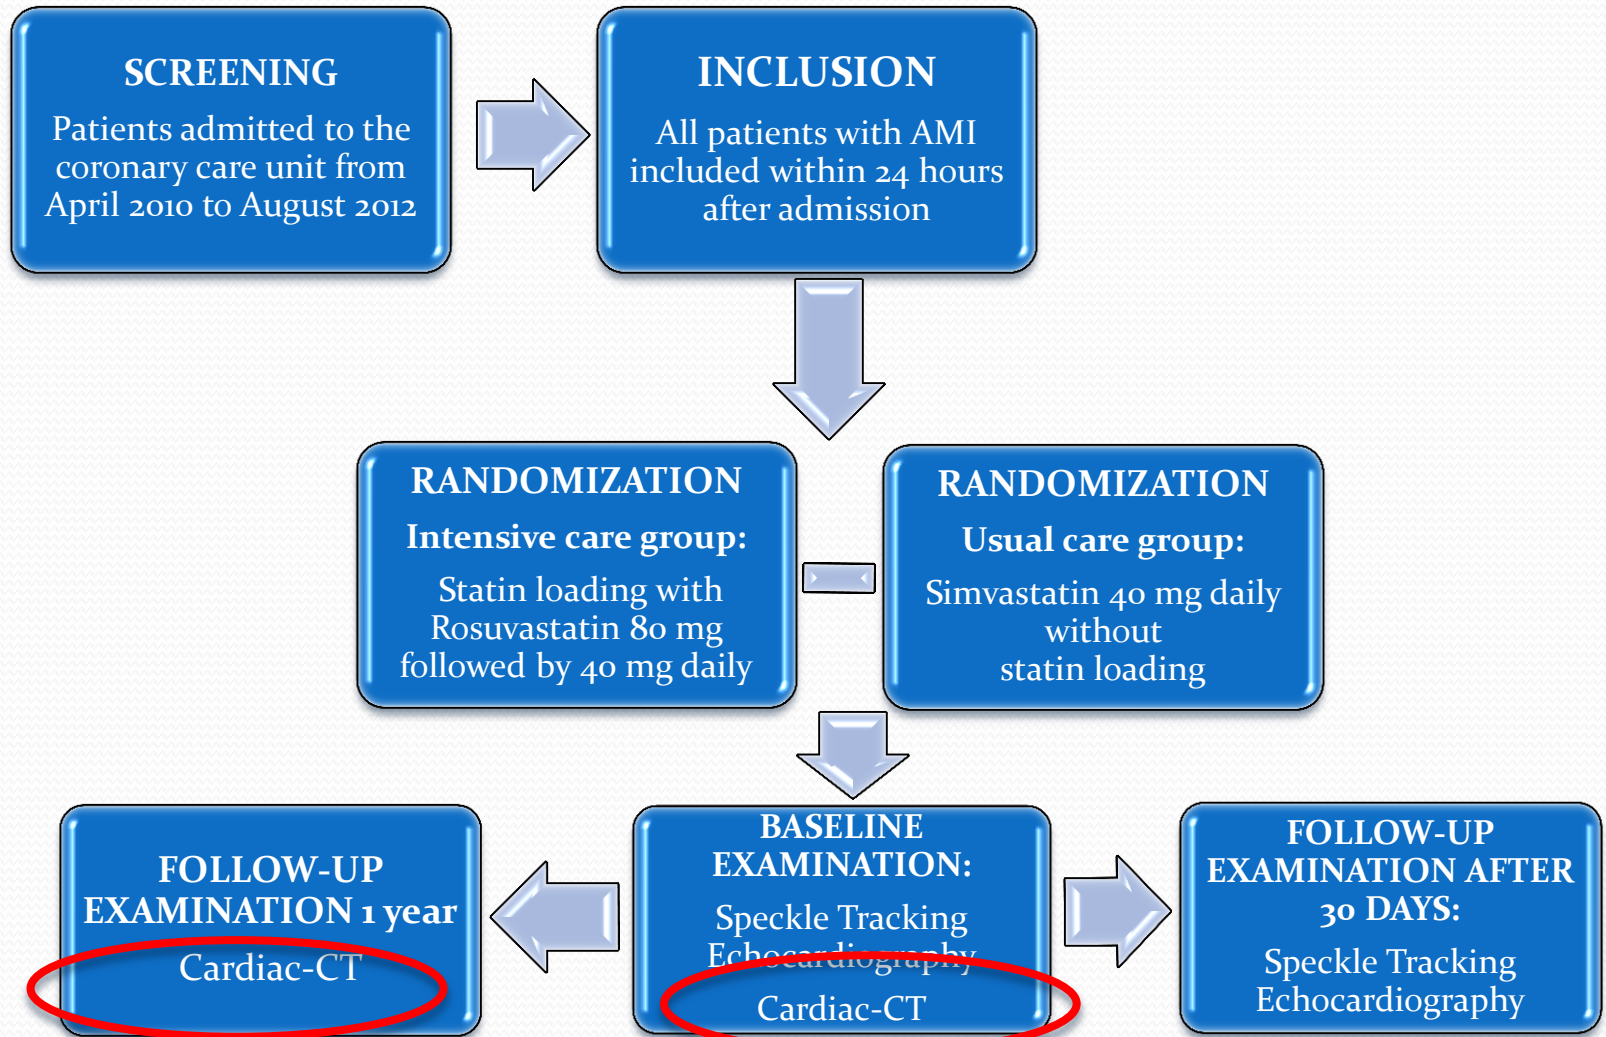 SCREENING
Patients admitted to the
coronary care unit from
April 2010 to August 2012
INCLUSION
All patients with AMI
included within 24 hours
after admission
RANDOMIZATION
Intensive care group:
Statin loading with
Rosuvastatin 80 mg
followed by 40 mg daily
RANDOMIZATION
Usual care group:
Simvastatin 40 mg daily
without
statin loading
FOLLOW-UP
EXAMINATION 1 year
Cardiac-CT
BASELINE
EXAMINATION:
Speckle Tracking
Echocardiography
Cardiac-CT
FOLLOW-UP
EXAMINATION AFTER
30 DAYS:
Speckle Tracking
Echocardiography